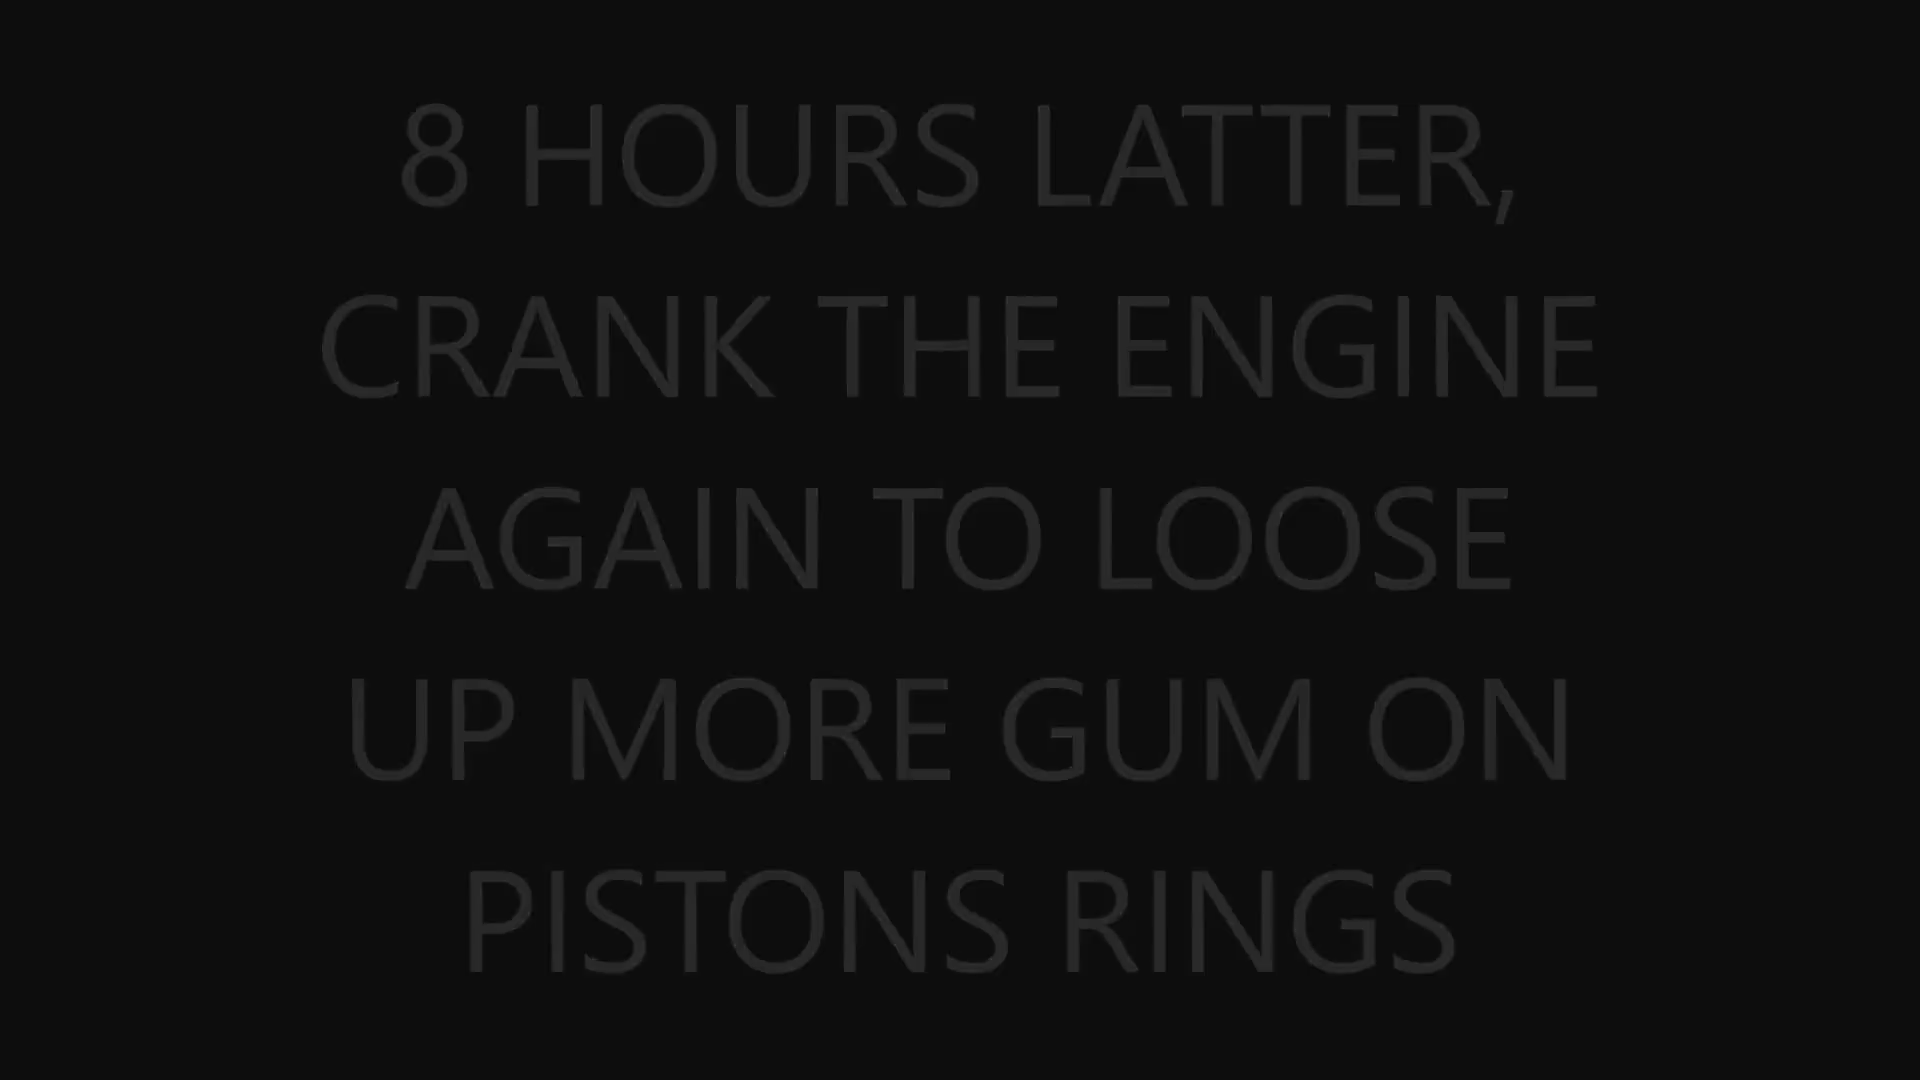 8 HOURS LATTER,
CRANK THE ENGINE
AGAIN TO LOOSE
UP MORE GUM ON
PISTONS RINGS